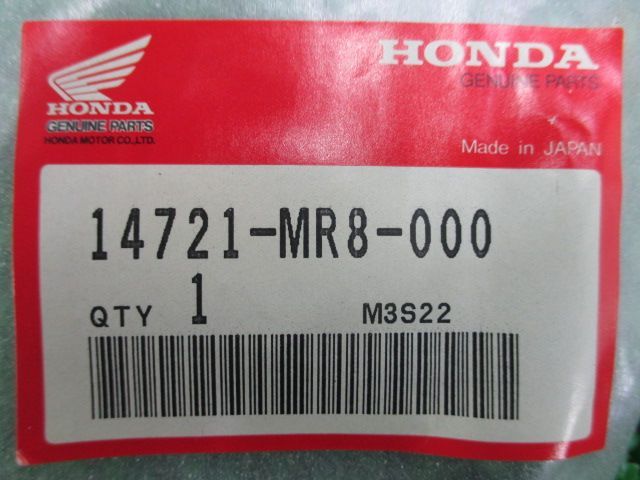 HONDA
GENUINE PARTS
HONDA MOTOR CO.,LTD.
HONDA
GENUINE PARTS
Made in JAPAN
14721-MR8-000
QTY 1 M3S22